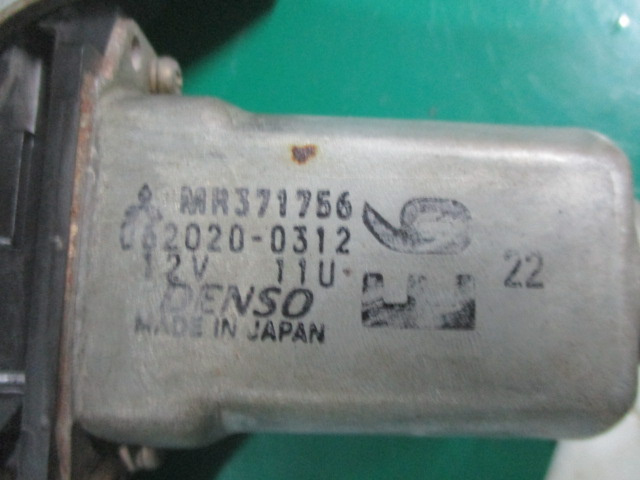 MR371756
062020-0312
12V 11U
DENSO
MADE IN JAPAN
22